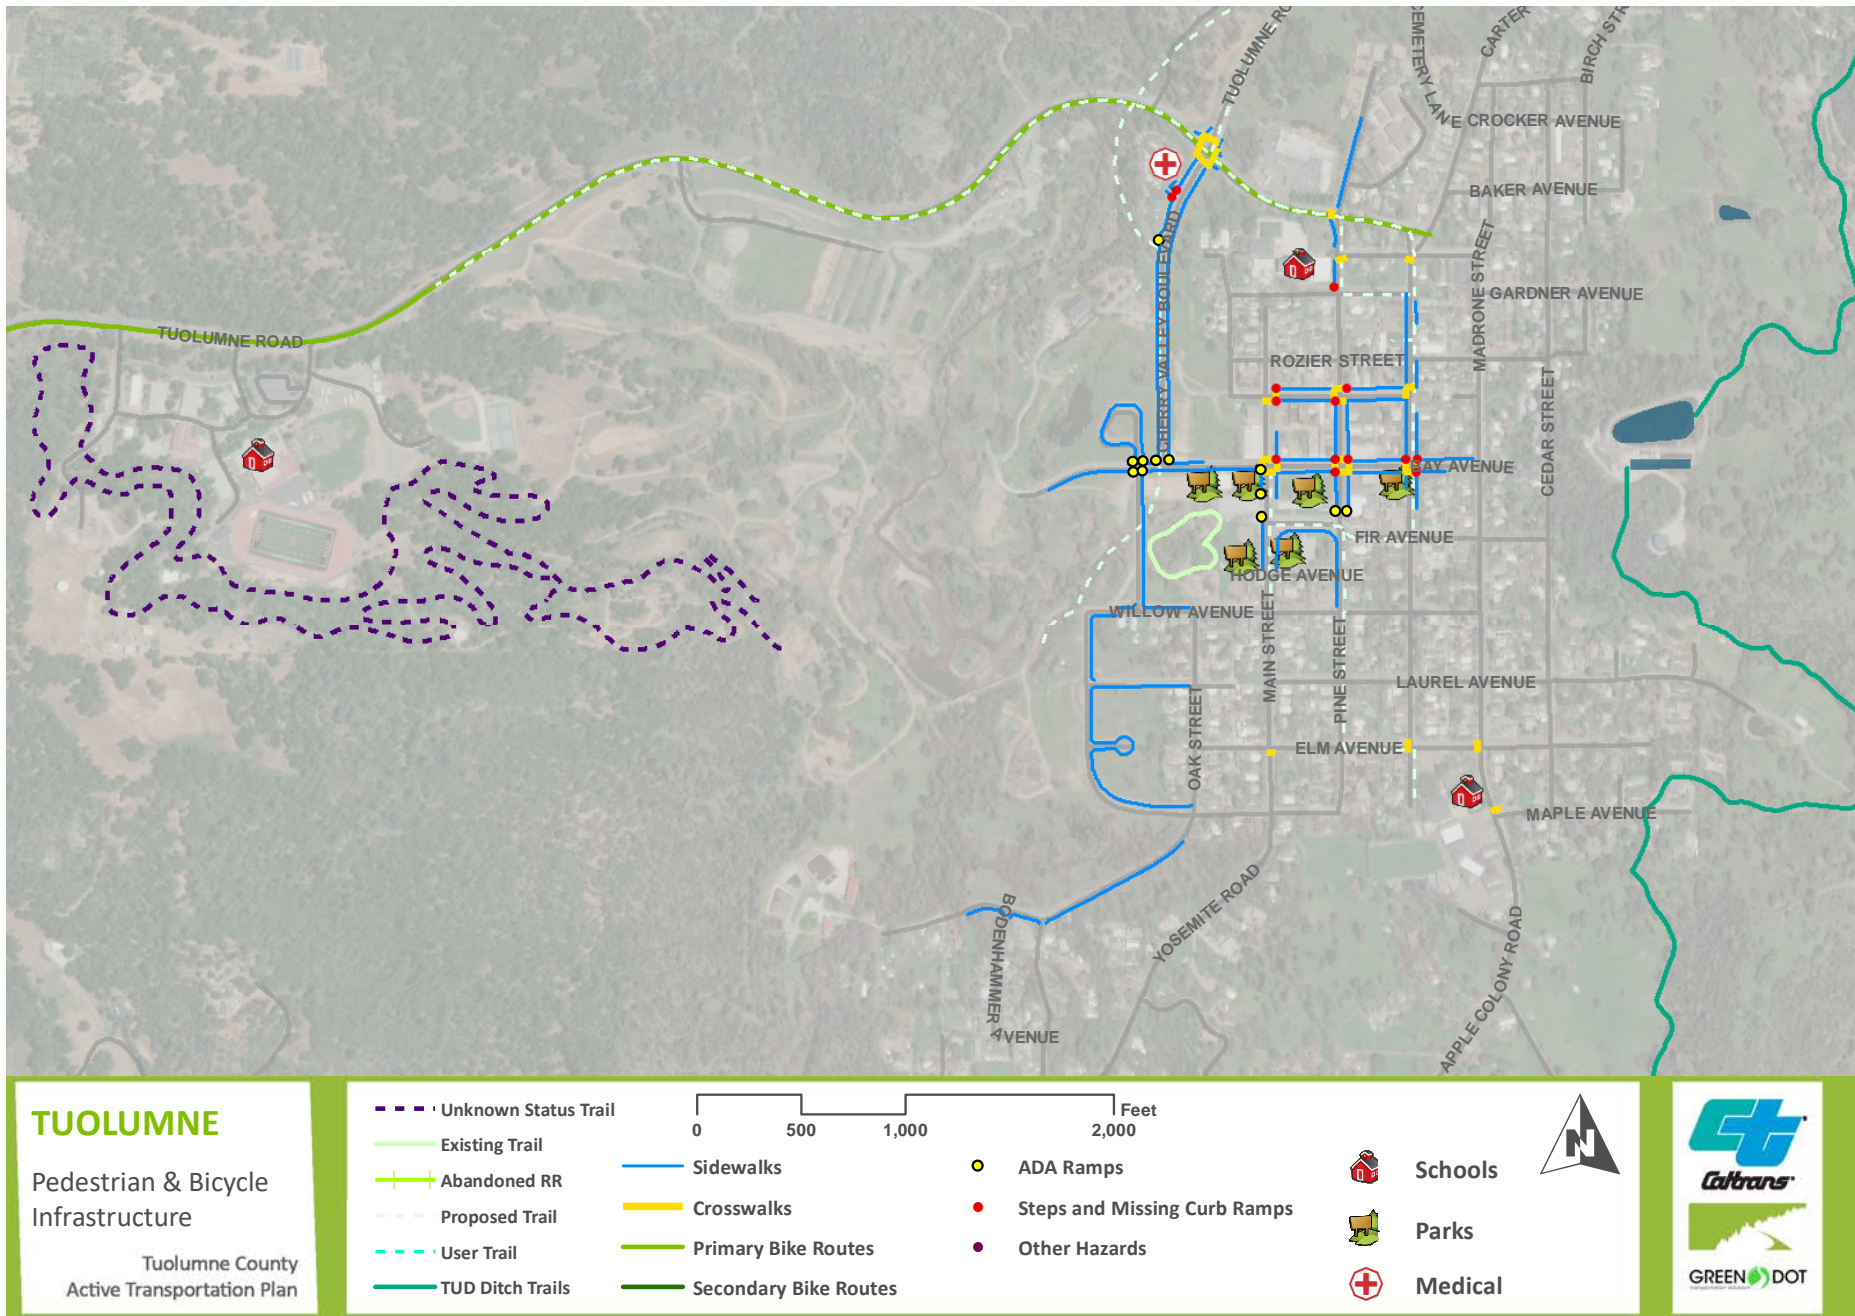 TUOLUMNE RO
CEMETERY LANE
CARTER
BIRCH STR
CROCKER AVENUE
BAKER AVENUE
CHERRY VALLEY BOULEVARD
MADRONE STREET
GARDNER AVENUE
TUOLUMNE ROAD
ROZIER STREET
CEDAR STREET
BAY AVENUE
FIR AVENUE
HODGE AVENUE
WILLOW AVENUE
MAIN STREET
PINE STREET
LAUREL AVENUE
OAK STREET
ELM AVENUE
MAPLE AVENUE
YOSEMITE ROAD
BODENHAMMER AVENUE
APPLE COLONY ROAD
TUOLUMNE
Pedestrian & Bicycle
Infrastructure
Tuolumne County
Active Transportation Plan
Unknown Status Trail
Existing Trail
Abandoned RR
Proposed Trail
User Trail
TUD Ditch Trails
0 500 1,000 2,000
Feet
Sidewalks
Crosswalks
Primary Bike Routes
Secondary Bike Routes
ADA Ramps
Steps and Missing Curb Ramps
Other Hazards
Schools
Parks
Medical
N
Caltrans
GREEN DOT